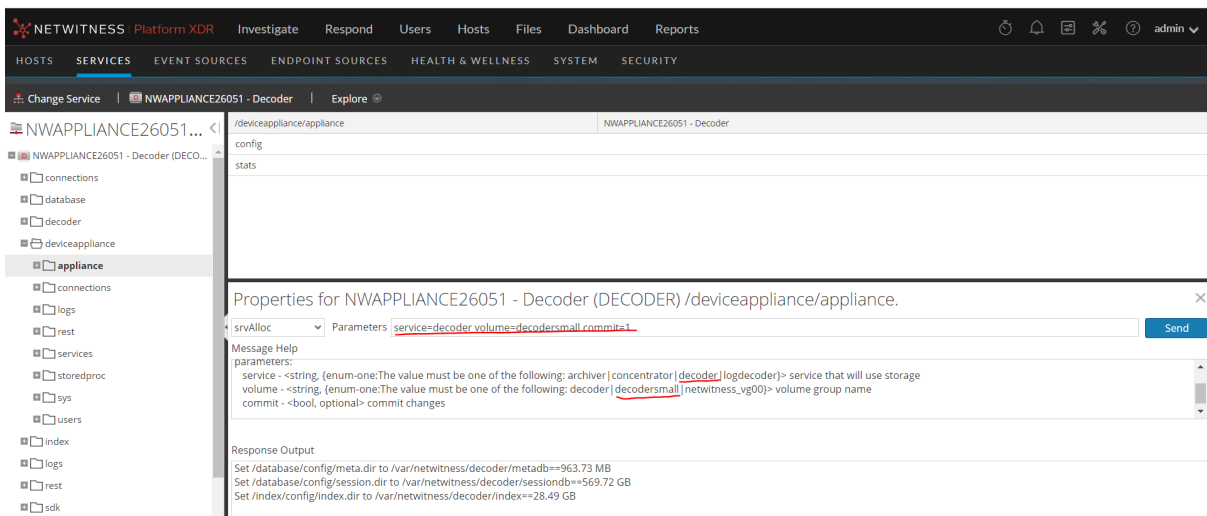 NETWITNESS Platform XDR Investigate Respond Users Hosts Files Dashboard Reports admin
HOSTS SERVICES EVENT SOURCES ENDPOINT SOURCES HEALTH & WELLNESS SYSTEM SECURITY
Change Service | NWAPPLIANCE26051 - Decoder | Explore
NWAPPLIANCE26051...
NWAPPLIANCE26051 - Decoder (DECO...
connections
database
decoder
deviceappliance
appliance
connections
logs
rest
services
storedproc
sys
users
index
logs
rest
sdk
/deviceappliance/appliance NWAPPLIANCE26051 - Decoder
config
stats
Properties for NWAPPLIANCE26051 - Decoder (DECODER) /deviceappliance/appliance.
srvAlloc Parameters service=decoder volume=decodersmall commit=1 Send
Message Help
parameters:
service - <string, {enum-one:The value must be one of the following: archiver|concentrator|decoder|logdecoder}> service that will use storage
volume - <string, {enum-one:The value must be one of the following: decoder|decodersmall|netwitness_vg00}> volume group name
commit - <bool, optional> commit changes
Response Output
Set /database/config/meta.dir to /var/netwitness/decoder/metadb==963.73 MB
Set /database/config/session.dir to /var/netwitness/decoder/sessiondb==569.72 GB
Set /index/config/index.dir to /var/netwitness/decoder/index==28.49 GB